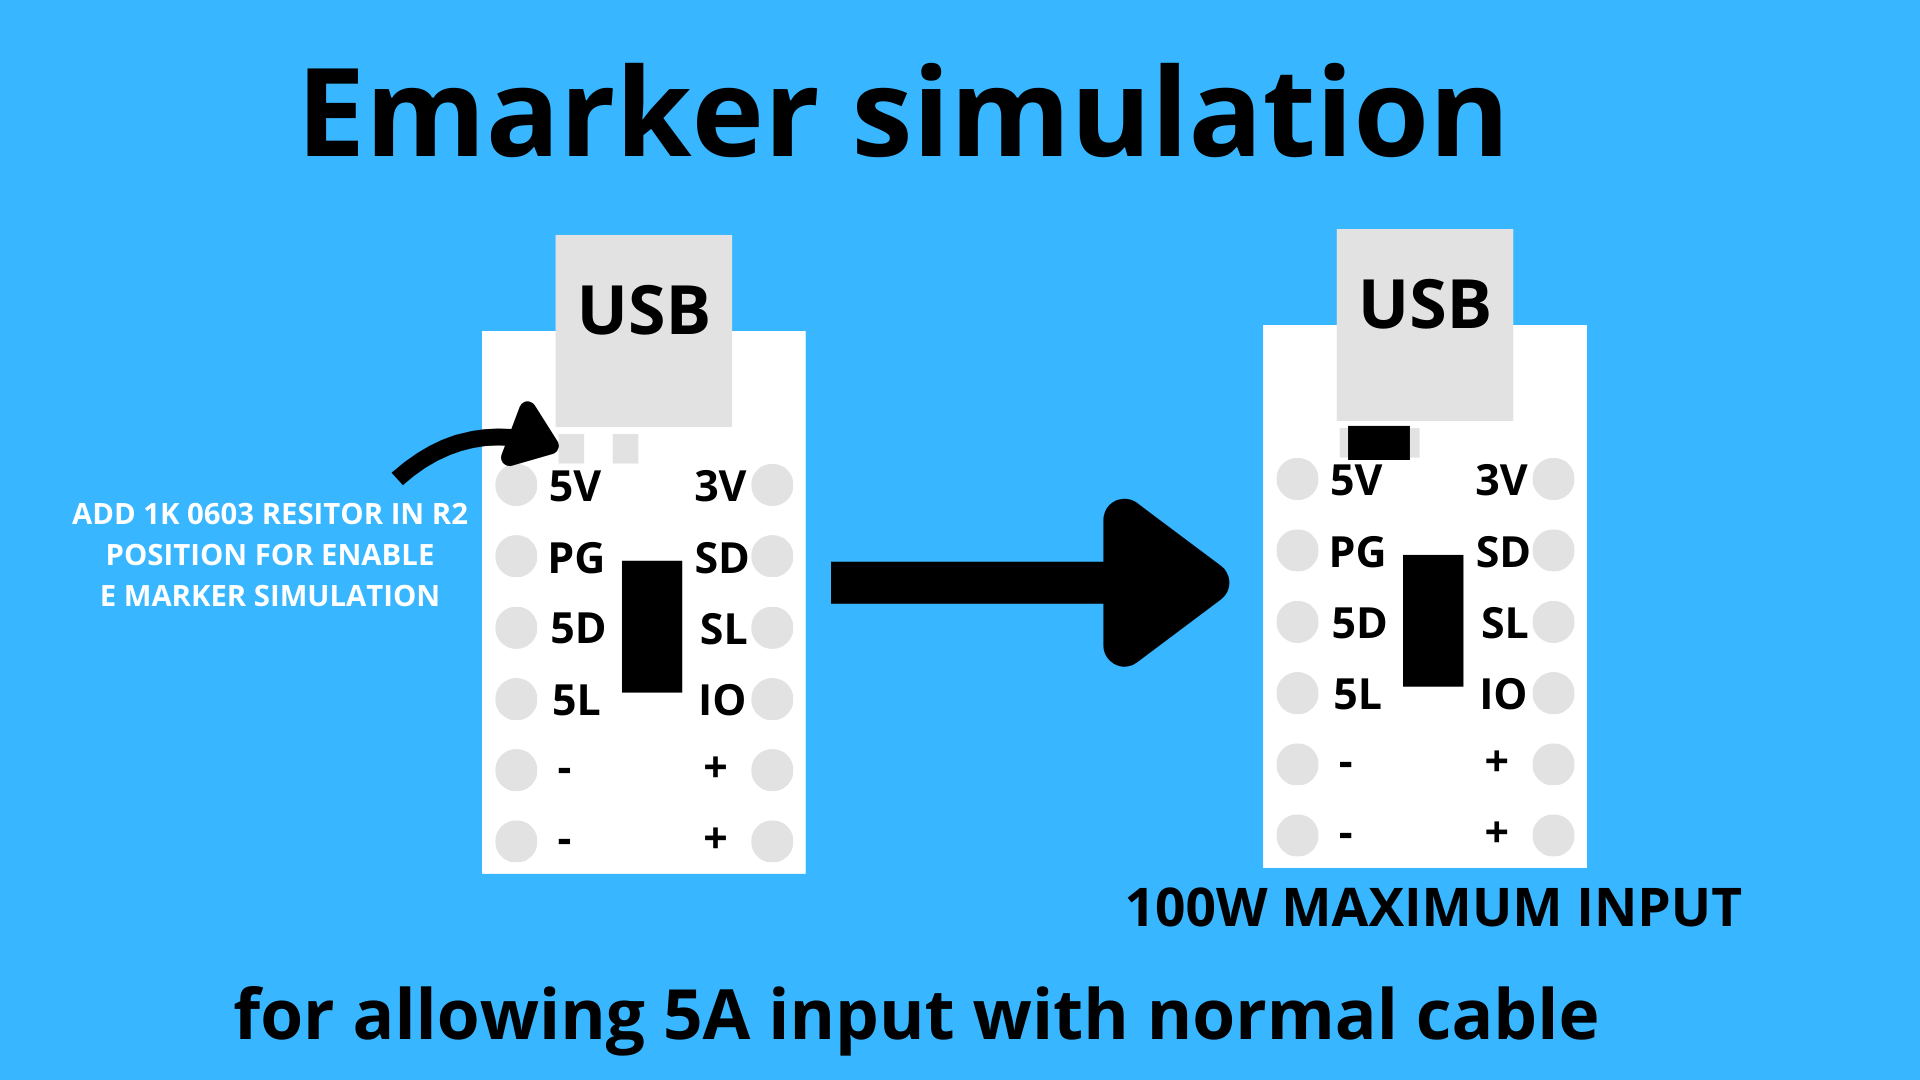 Emarker simulation
USB
5V 3V
PG SD
5D SL
5L IO
- +
- +
ADD 1K 0603 RESITOR IN R2
POSITION FOR ENABLE
E MARKER SIMULATION
USB
5V 3V
PG SD
5D SL
5L IO
- +
- +
100W MAXIMUM INPUT
for allowing 5A input with normal cable